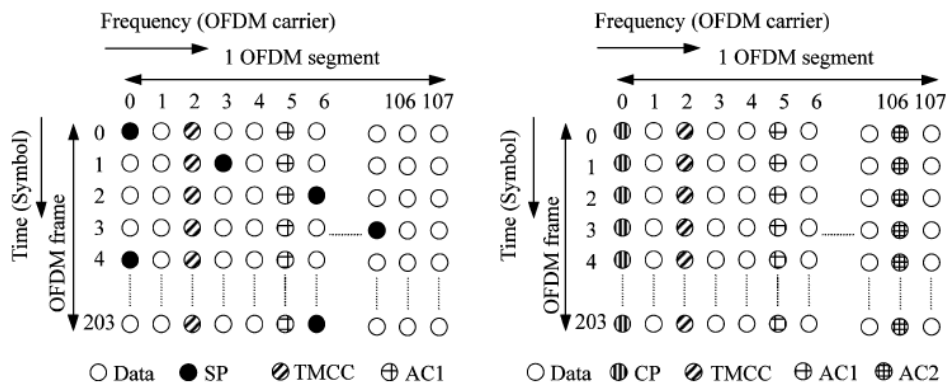 Frequency (OFDM carrier)
1 OFDM segment
0 1 2 3 4 5 6 106 107
Time (Symbol)
OFDM frame
0
1
2
3
4
203
Data SP TMCC AC1
Frequency (OFDM carrier)
1 OFDM segment
0 1 2 3 4 5 6 106 107
Time (Symbol)
OFDM frame
0
1
2
3
4
203
Data CP TMCC AC1 AC2